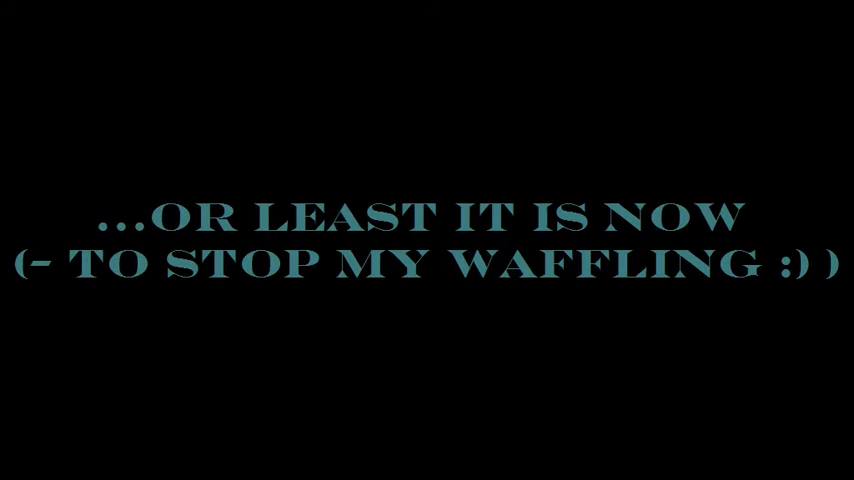 ...OR LEAST IT IS NOW
(- TO STOP MY WAFFLING :) )